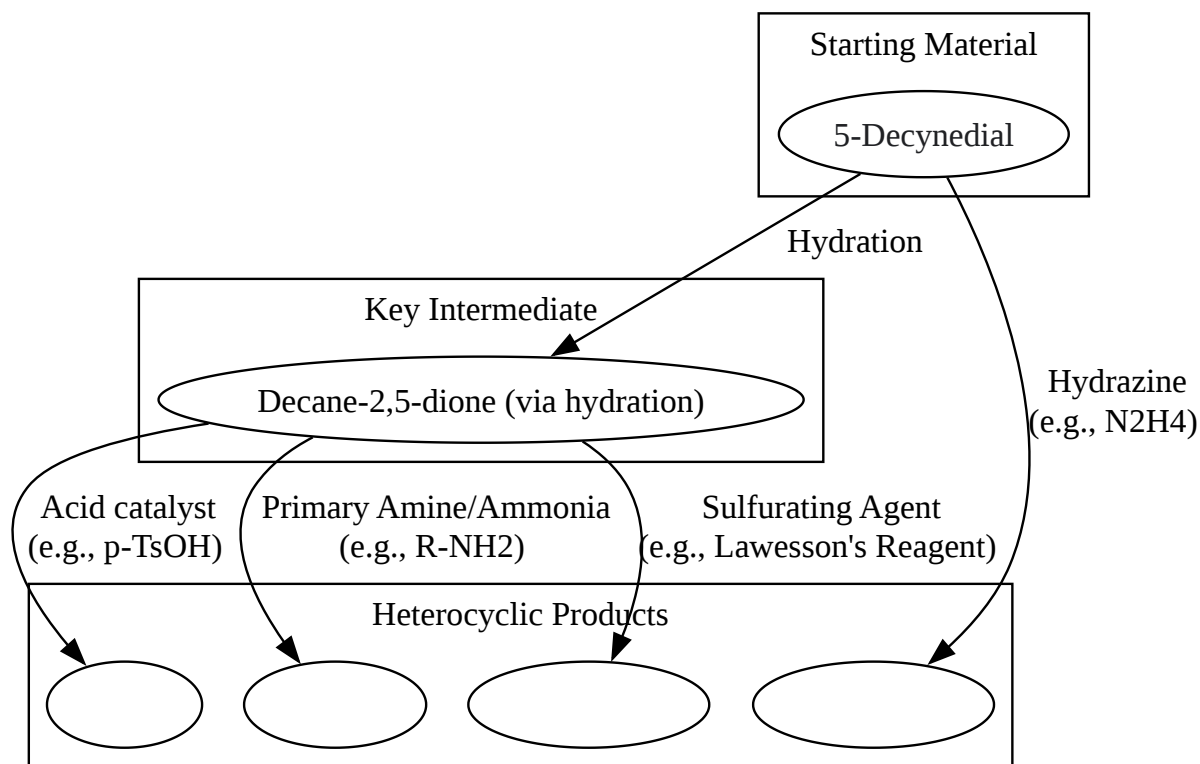 Starting Material
5-Decynedial
Hydration
Key Intermediate
Decane-2,5-dione (via hydration)
Hydrazine
(e.g., N2H4)
Acid catalyst
(e.g., p-TsOH)
Primary Amine/Ammonia
(e.g., R-NH2)
Sulfurating Agent
(e.g., Lawesson's Reagent)
Heterocyclic Products